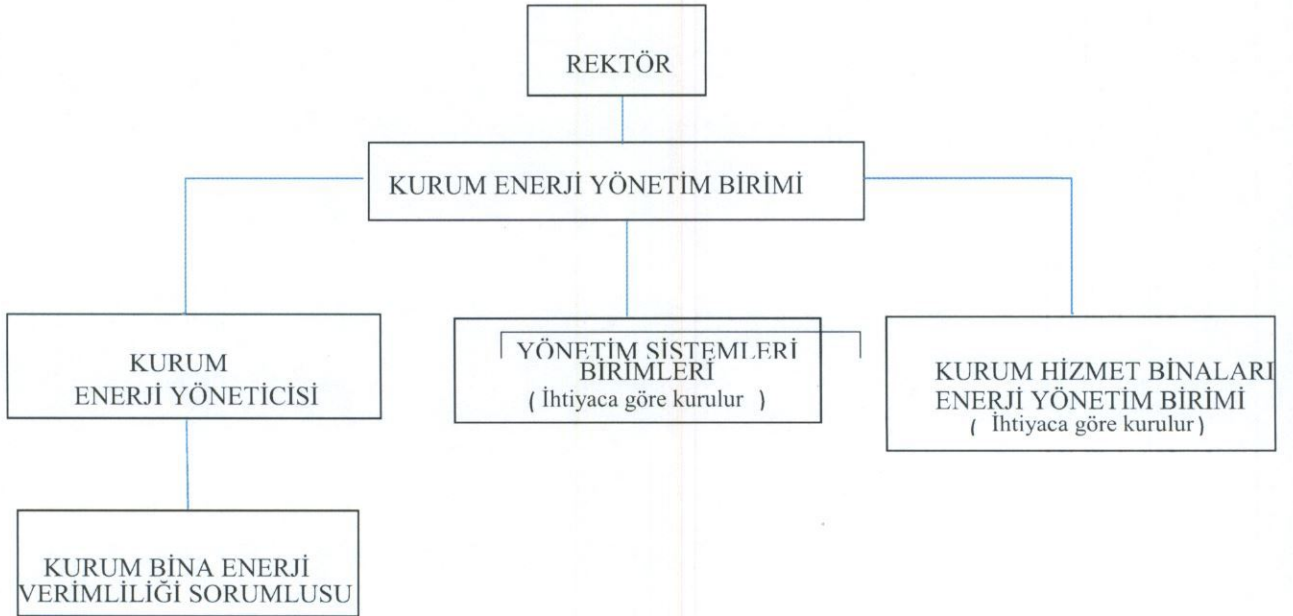 REKTÖR
KURUM ENERJİ YÖNETİM BİRİMİ
KURUM
ENERJİ YÖNETİCİSİ
YÖNETİM SİSTEMLERİ
BİRİMLERİ
( İhtiyaca göre kurulur )
KURUM HİZMET BİNALARI
ENERJİ YÖNETİM BİRİMİ
( İhtiyaca göre kurulur )
KURUM BİNA ENERJİ
VERİMLİLİĞİ SORUMLUSU